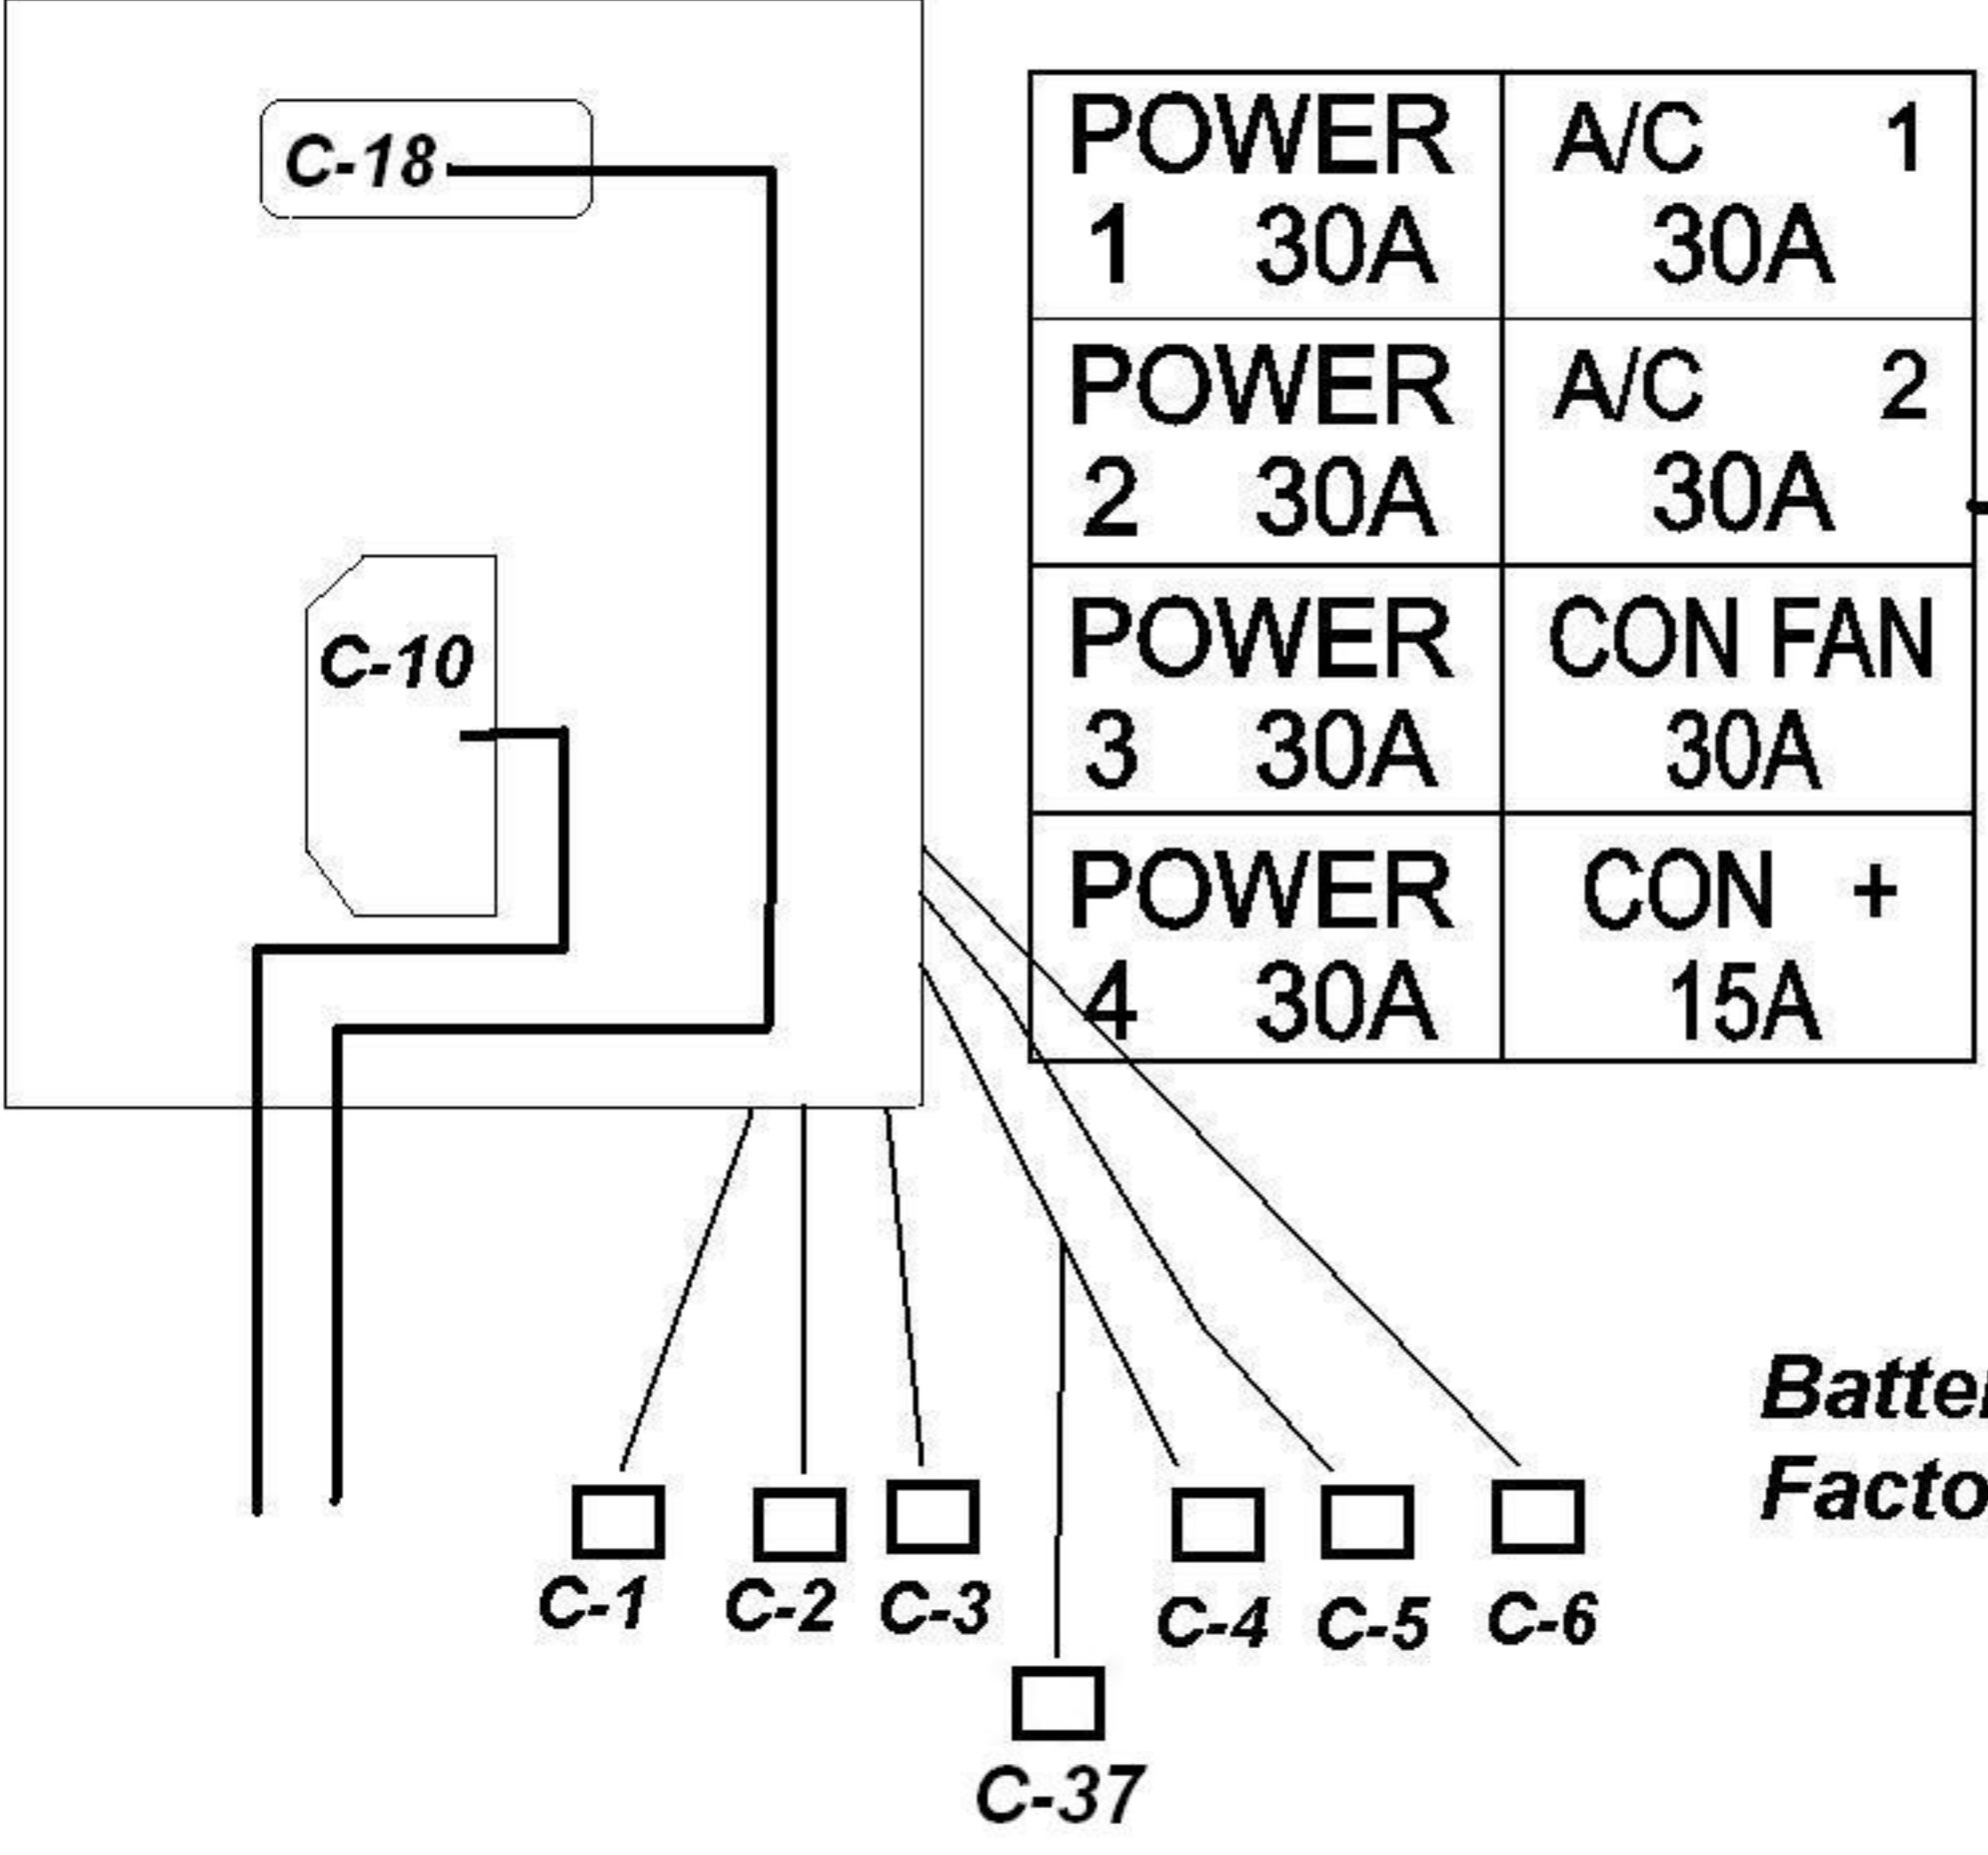 C-18
C-10
POWER
1 30A
A/C 1
30A
POWER
2 30A
A/C 2
30A
POWER
3 30A
CON FAN
30A
POWER
4 30A
CON +
15A
C-1
C-2
C-3
C-4
C-5
C-6
C-37